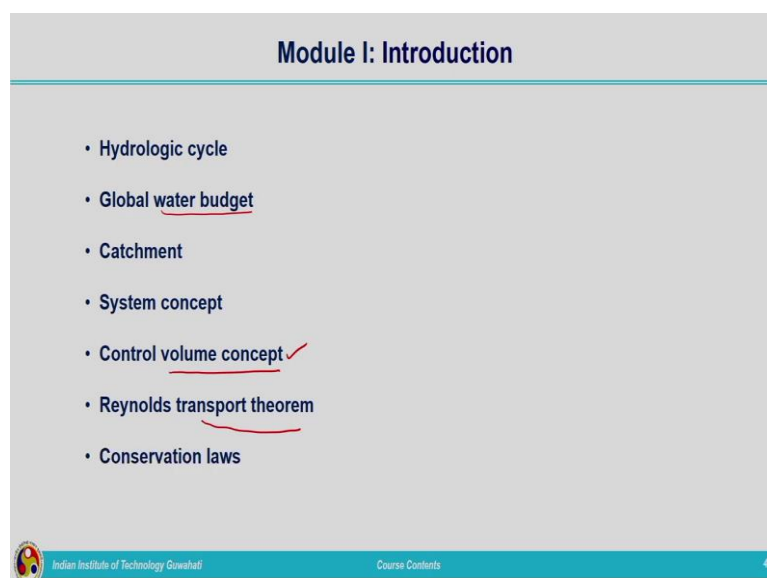 Module I: Introduction
• Hydrologic cycle
• Global water budget
• Catchment
• System concept
• Control volume concept
• Reynolds transport theorem
• Conservation laws
Indian Institute of Technology Guwahati Course Contents 4